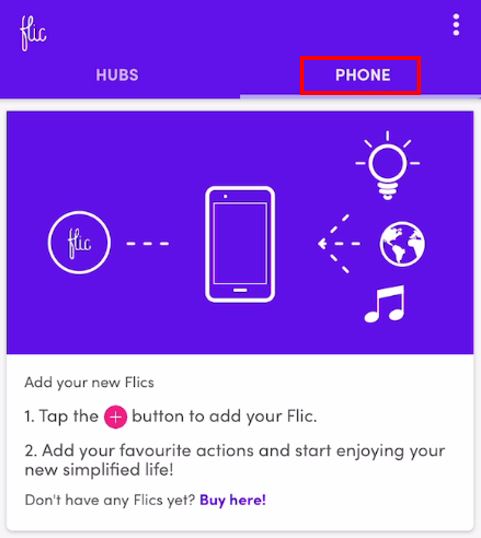 flic
HUBS
PHONE
flic
Add your new Flics
1. Tap the + button to add your Flic.
2. Add your favourite actions and start enjoying your
new simplified life!
Don't have any Flics yet? Buy here!